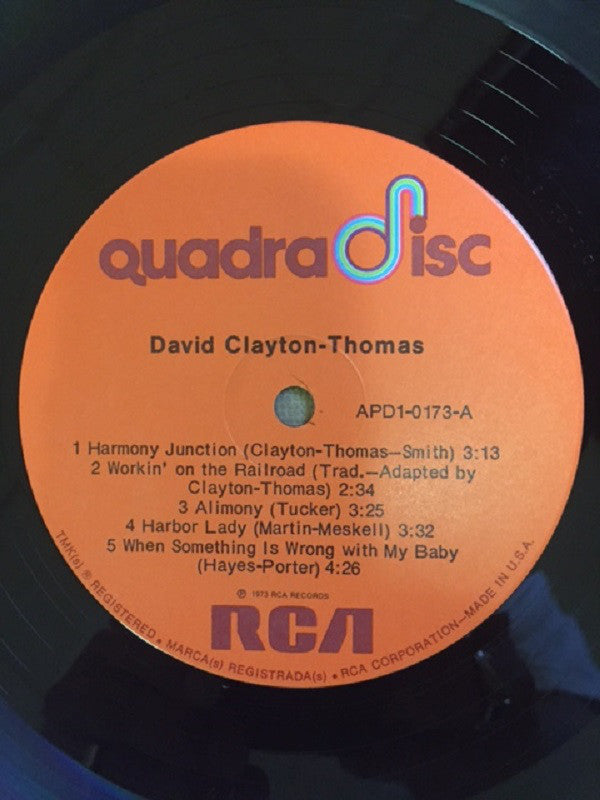 quadradisc
David Clayton-Thomas
APD1-0173-A
1 Harmony Junction (Clayton-Thomas—Smith) 3:13
2 Workin' on the Railroad (Trad.—Adapted by
Clayton-Thomas) 2:34
3 Alimony (Tucker) 3:25
4 Harbor Lady (Martin-Meskell) 3:32
5 When Something Is Wrong with My Baby
(Hayes-Porter) 4:26
℗ 1973 RCA RECORDS
RCA
TMK(s) ® REGISTERED • MARCA(s) REGISTRADA(s) • RCA CORPORATION—MADE IN U.S.A.